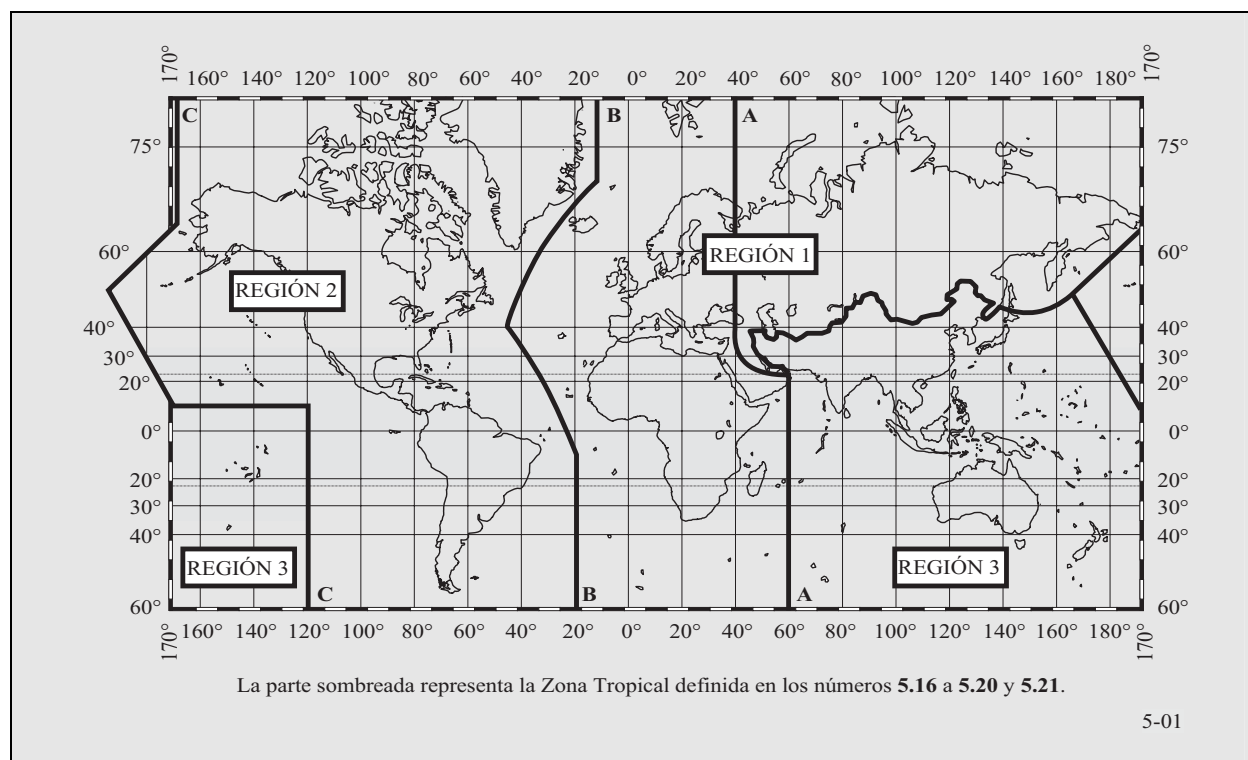 170° 160° 140° 120° 100° 80° 60° 40° 20° 0° 20° 40° 60° 80° 100° 120° 140° 160° 180° 170°
C B A
75° 75°
60° 60°
REGIÓN 1
REGIÓN 2
40° 40°
30° 30°
20° 20°
0° 0°
20° 20°
30° 30°
40° 40°
REGIÓN 3 REGIÓN 3
C B A
60° 60°
170° 160° 140° 120° 100° 80° 60° 40° 20° 0° 20° 40° 60° 80° 100° 120° 140° 160° 180° 170°
La parte sombreada representa la Zona Tropical definida en los números 5.16 a 5.20 y 5.21.
5-01